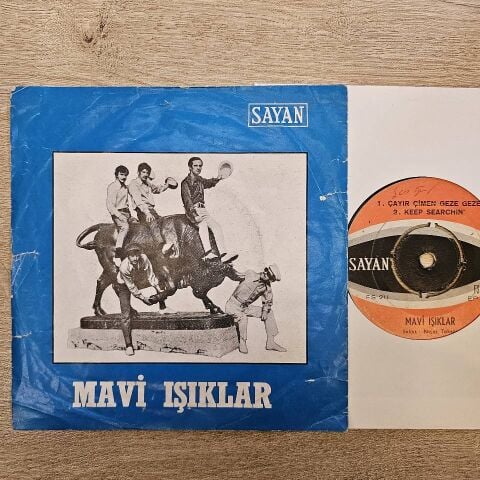 SAYAN
MAVİ IŞIKLAR
1. ÇAYIR ÇİMEN GEZE GEZE
2. KEEP SEARCHIN'
SAYAN
MAVİ IŞIKLAR